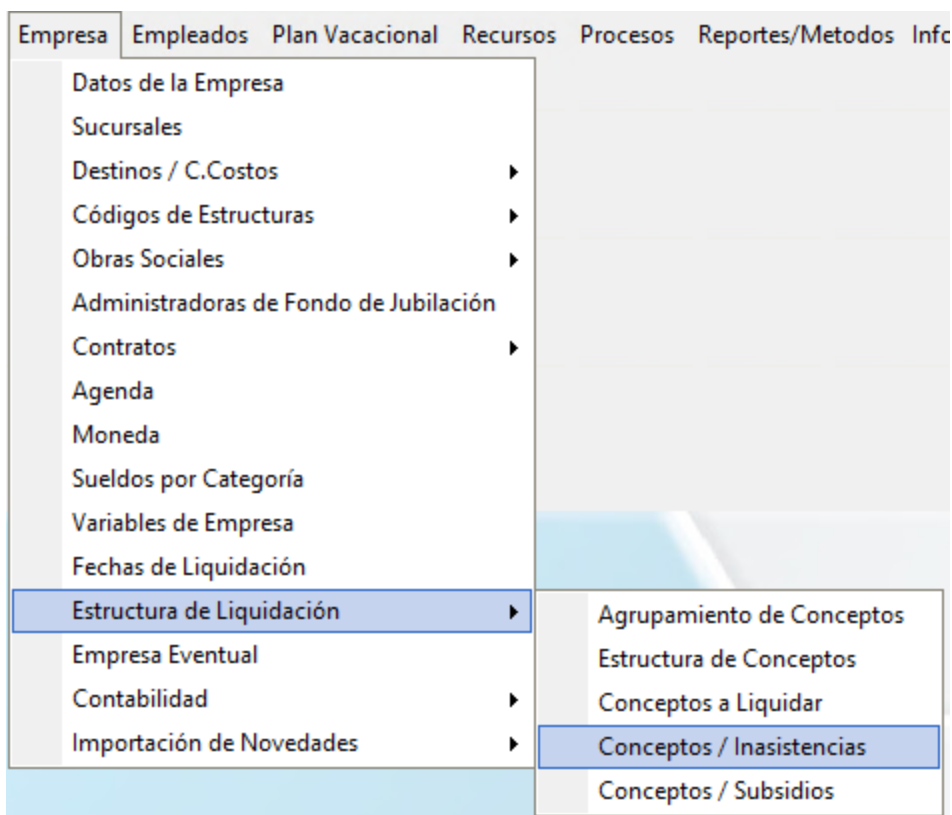 Empresa Empleados Plan Vacacional Recursos Procesos Reportes/Metodos Info
Datos de la Empresa
Sucursales
Destinos / C.Costos
Códigos de Estructuras
Obras Sociales
Administradoras de Fondo de Jubilación
Contratos
Agenda
Moneda
Sueldos por Categoría
Variables de Empresa
Fechas de Liquidación
Estructura de Liquidación
Empresa Eventual
Contabilidad
Importación de Novedades
Agrupamiento de Conceptos
Estructura de Conceptos
Conceptos a Liquidar
Conceptos / Inasistencias
Conceptos / Subsidios